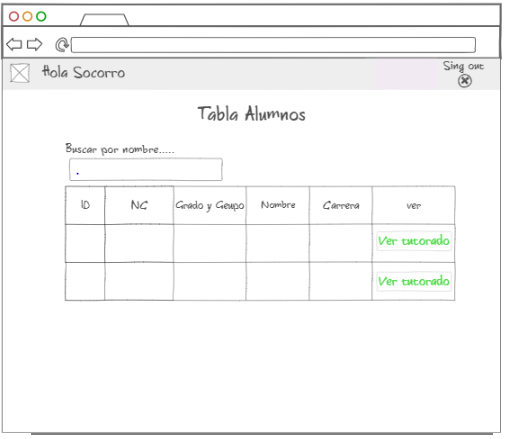 Hola Socorro
Sing out
Tabla Alumnos
Buscar por nombre.....
ID NC Grado y Geupo Nombre Carrera ver
Ver tutorado
Ver tutorado